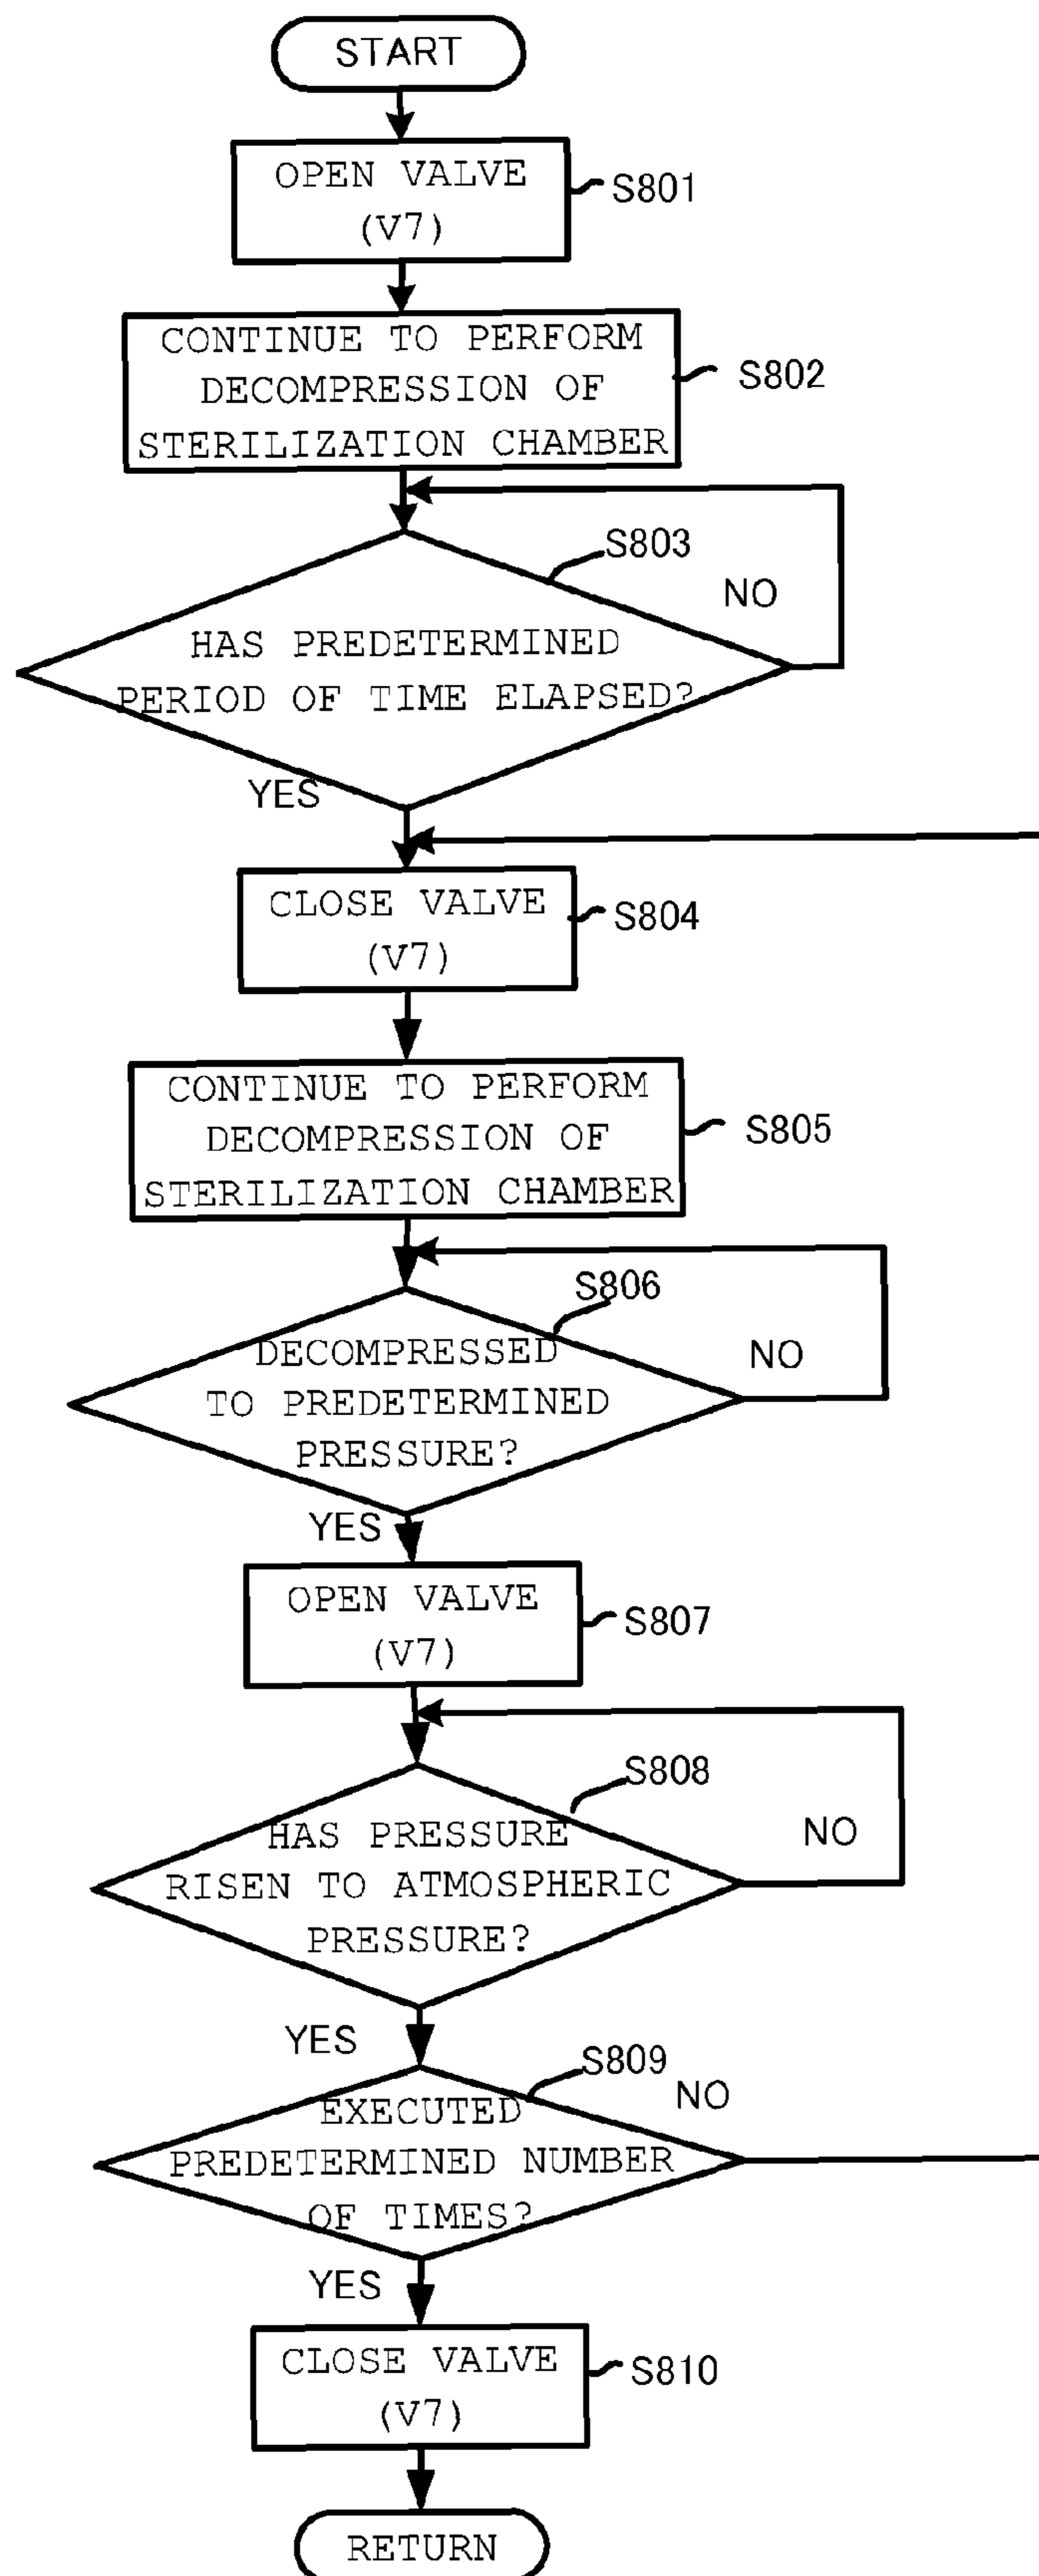 START
OPEN VALVE
(V7)
S801
CONTINUE TO PERFORM
DECOMPRESSION OF
STERILIZATION CHAMBER
S802
S803
NO
HAS PREDETERMINED
PERIOD OF TIME ELAPSED?
YES
CLOSE VALVE
(V7)
S804
CONTINUE TO PERFORM
DECOMPRESSION OF
STERILIZATION CHAMBER
S805
S806
NO
DECOMPRESSED
TO PREDETERMINED
PRESSURE?
YES
OPEN VALVE
(V7)
S807
S808
NO
HAS PRESSURE
RISEN TO ATMOSPHERIC
PRESSURE?
YES
S809
NO
EXECUTED
PREDETERMINED NUMBER
OF TIMES?
YES
CLOSE VALVE
(V7)
S810
RETURN